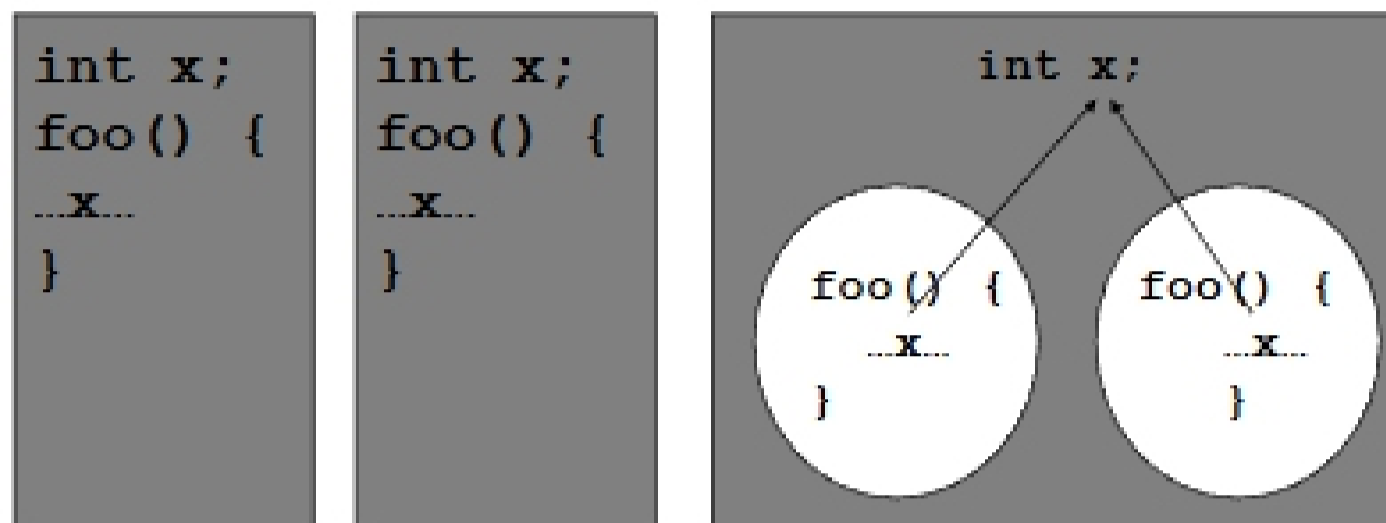 int x;
foo() {
...x...
}
int x;
foo() {
...x...
}
int x;
foo() {
...x...
}
foo() {
...x...
}